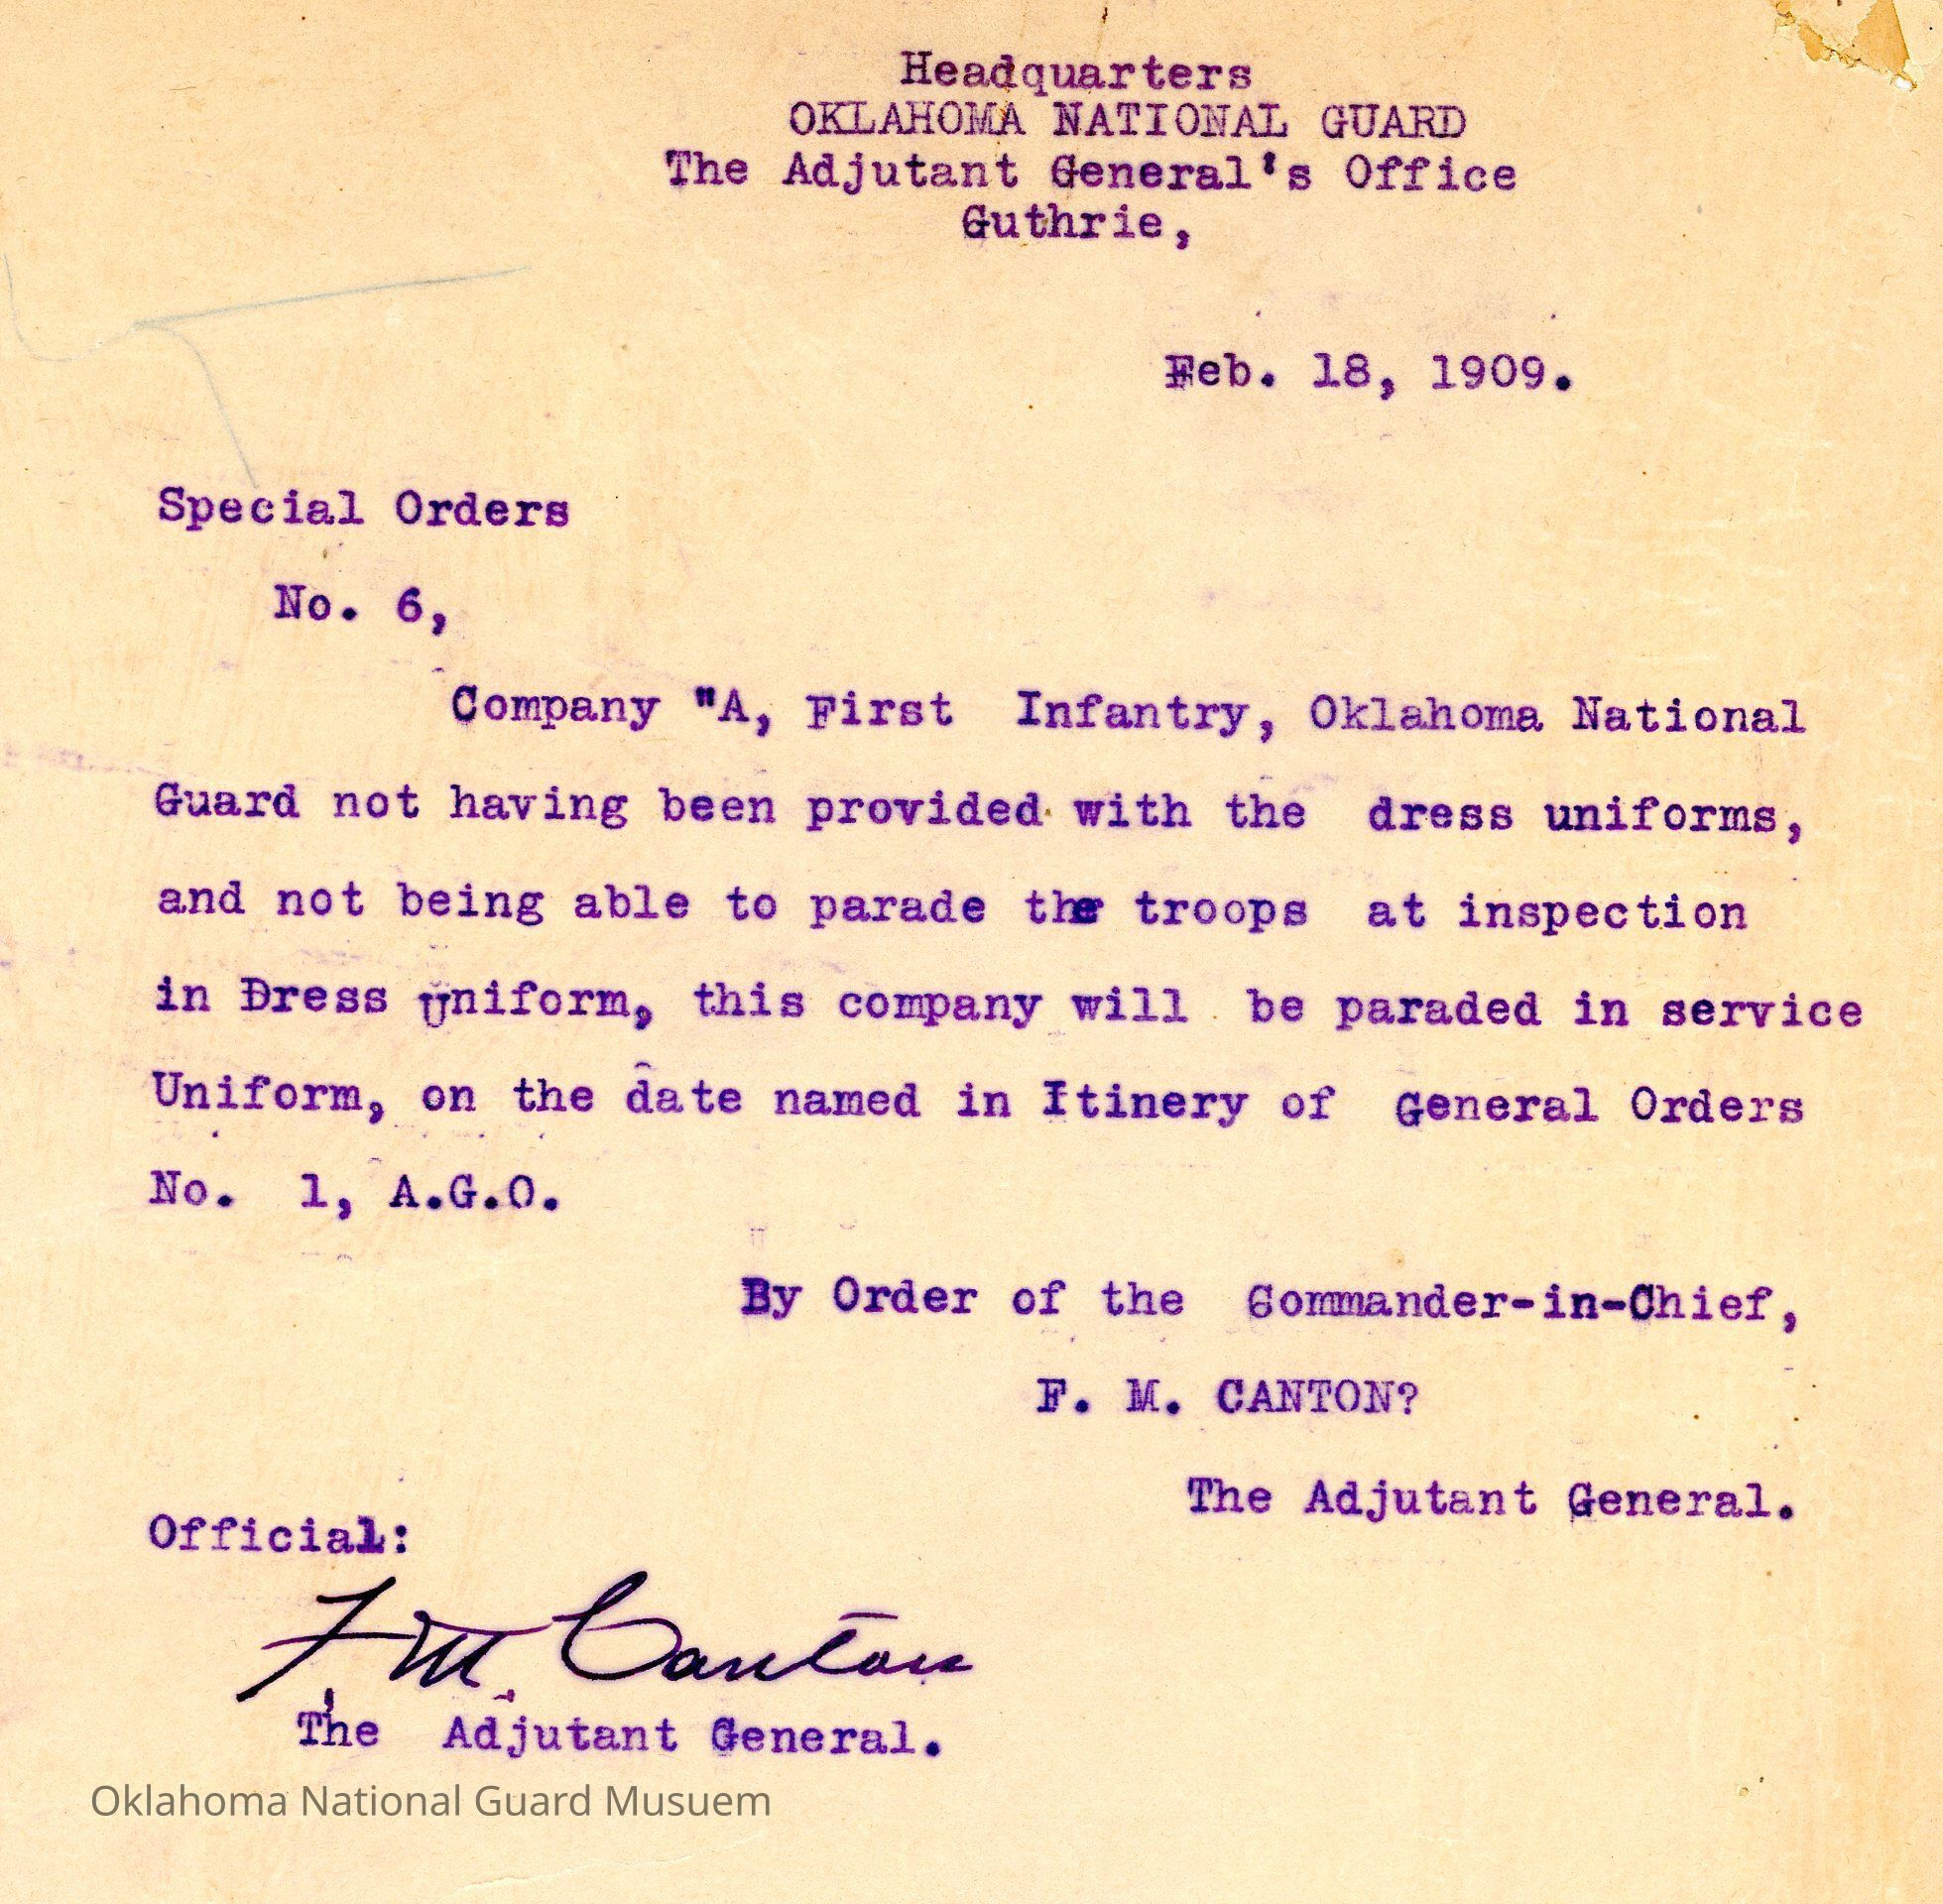 Headquarters
OKLAHOMA NATIONAL GUARD
The Adjutant General's Office
Guthrie,
Feb. 18, 1909.
Special Orders
No. 6,
Company "A, First Infantry, Oklahoma National
Guard not having been provided with the dress uniforms,
and not being able to parade the troops at inspection
in Dress Uniform, this company will be paraded in service
Uniform, on the date named in Itinery of General Orders
No. 1, A.G.O.
By Order of the Commander-in-Chief,
F. M. CANTON?
The Adjutant General.
Official:
F M Canton
The Adjutant General.
Oklahoma National Guard Musuem